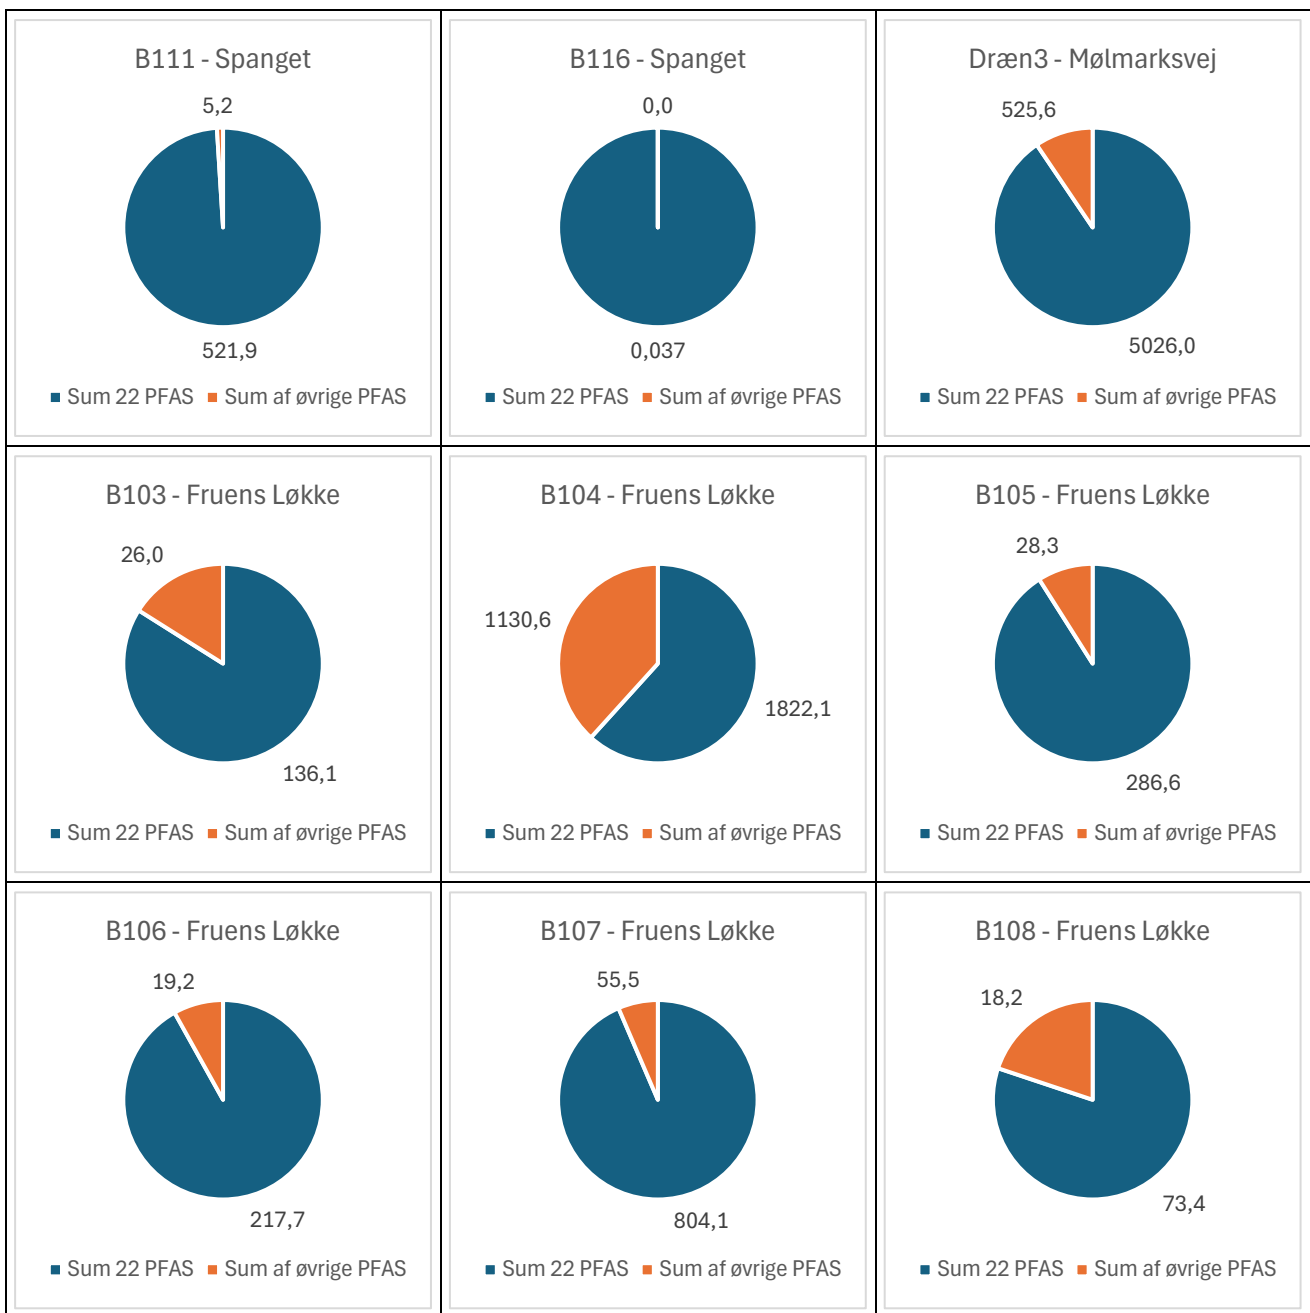 B111 - Spanget
5,2
521,9
Sum 22 PFAS Sum af øvrige PFAS
B116 - Spanget
0,0
0,037
Sum 22 PFAS Sum af øvrige PFAS
Dræn3 - Mølmarksvej
525,6
5026,0
Sum 22 PFAS Sum af øvrige PFAS
B103 - Fruens Løkke
26,0
136,1
Sum 22 PFAS Sum af øvrige PFAS
B104 - Fruens Løkke
1130,6
1822,1
Sum 22 PFAS Sum af øvrige PFAS
B105 - Fruens Løkke
28,3
286,6
Sum 22 PFAS Sum af øvrige PFAS
B106 - Fruens Løkke
19,2
217,7
Sum 22 PFAS Sum af øvrige PFAS
B107 - Fruens Løkke
55,5
804,1
Sum 22 PFAS Sum af øvrige PFAS
B108 - Fruens Løkke
18,2
73,4
Sum 22 PFAS Sum af øvrige PFAS